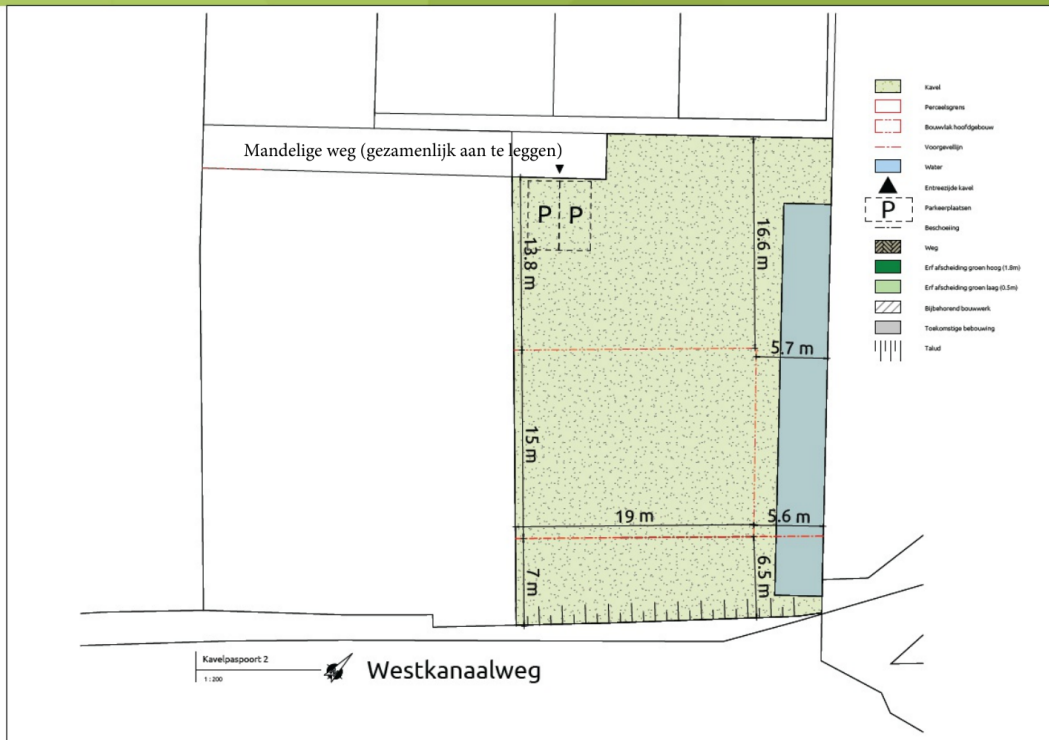 Mandelige weg (gezamenlijk aan te leggen)
P P
13.8 m
16.6 m
5.7 m
15 m
19 m
5.6 m
7 m
6.5 m
Kavelpaspoort 2
1 : 200
Westkanaalweg
Kavel
Perceelsgrens
Bouwvlak hoofdgebouw
Voorgevellijn
Water
Entreezijde kavel
P Parkeerplaatsen
Beschoeiing
Weg
Erf afscheiding groen hoog (1.8m)
Erf afscheiding groen laag (0.5m)
Bijbehorend bouwwerk
Toekomstige bebouwing
Talud